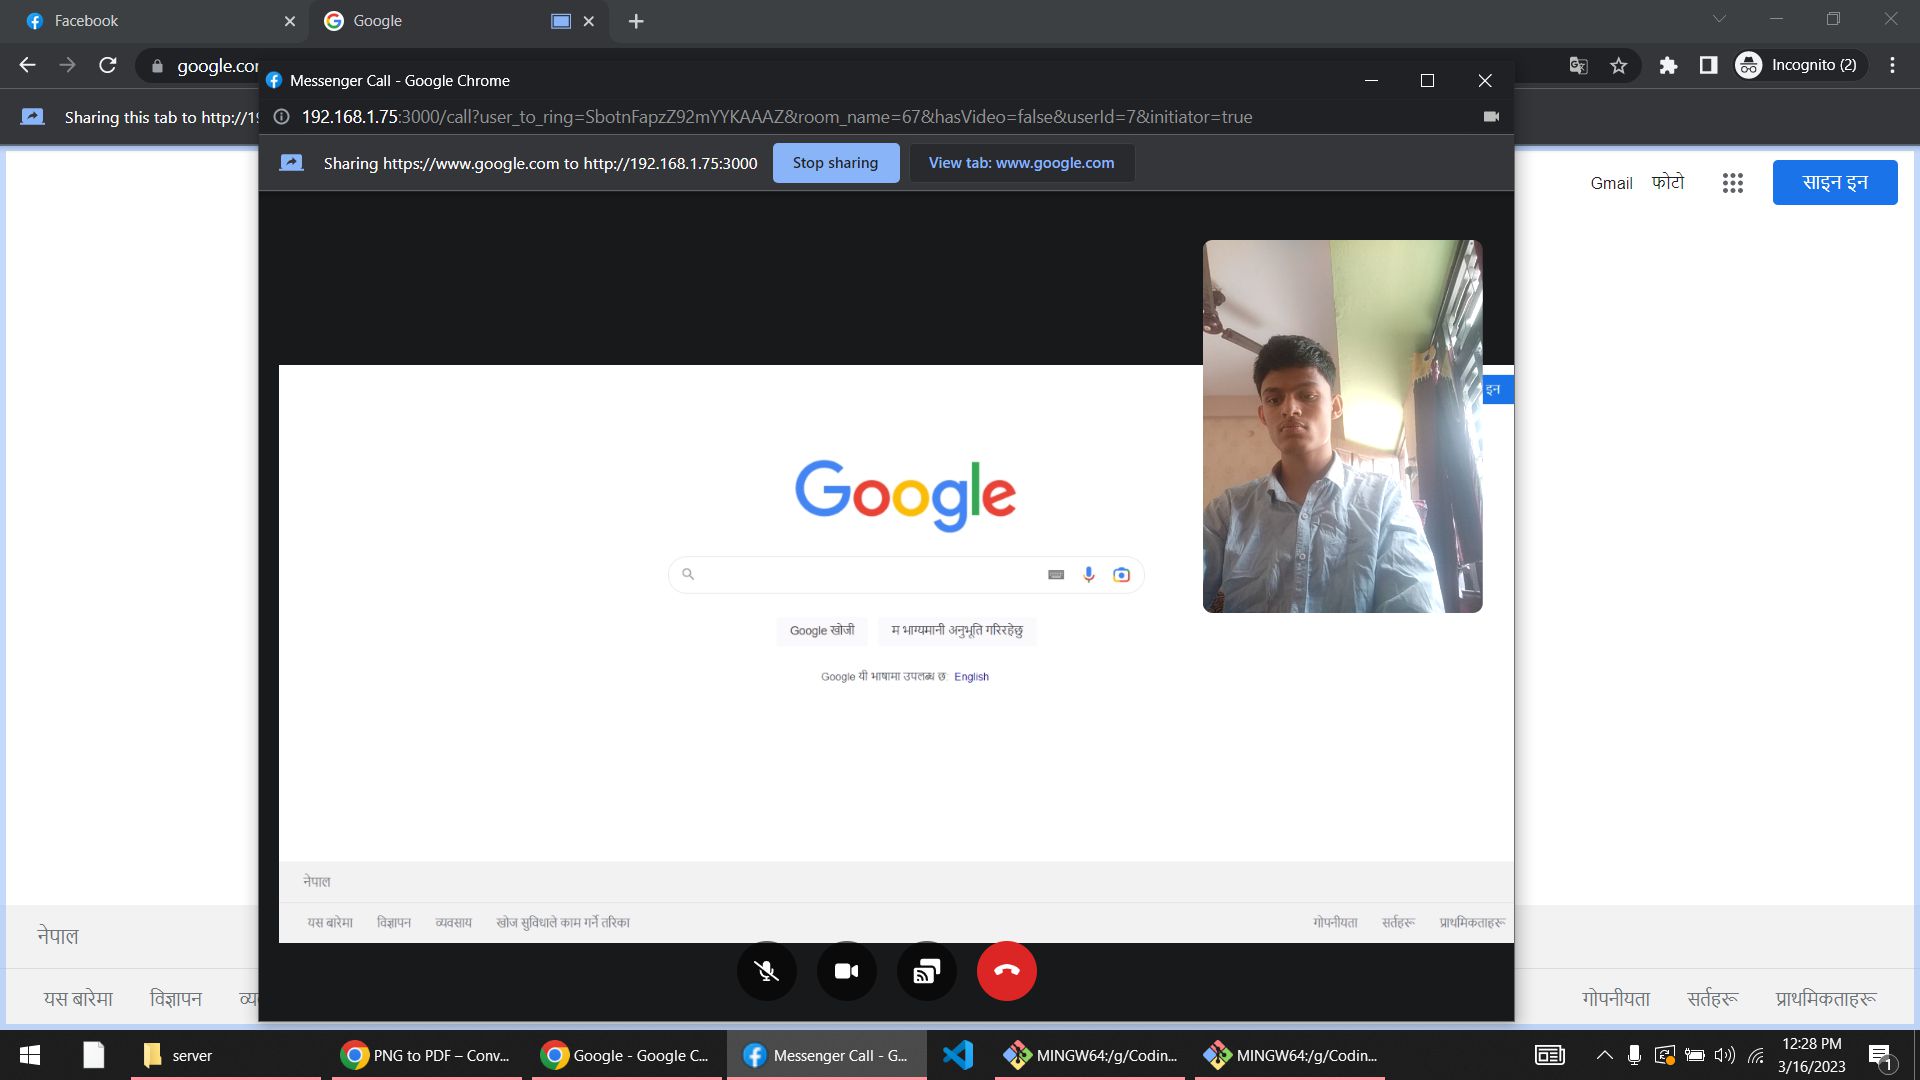 Facebook
Google
google.co
Incognito (2)
Sharing this tab to http://19
Messenger Call - Google Chrome
192.168.1.75:3000/call?user_to_ring=SbotnFapzZ92mYYKAAAZ&room_name=67&hasVideo=false&userId=7&initiator=true
Sharing https://www.google.com to http://192.168.1.75:3000
Stop sharing
View tab: www.google.com
Gmail
फोटो
साइन इन
इन
Google
Google खोजी
म भाग्यमानी अनुभूति गरिरहेछु
Google यी भाषामा उपलब्ध छ: English
नेपाल
यस बारेमा विज्ञापन व्यवसाय खोज सुविधाले काम गर्ने तरिका
गोपनीयता सर्तहरू प्राथमिकताहरू
नेपाल
यस बारेमा विज्ञापन व्य
गोपनीयता सर्तहरू प्राथमिकताहरू
server
PNG to PDF – Conv...
Google - Google C...
Messenger Call - G...
MINGW64:/g/Codin...
MINGW64:/g/Codin...
12:28 PM
3/16/2023
1